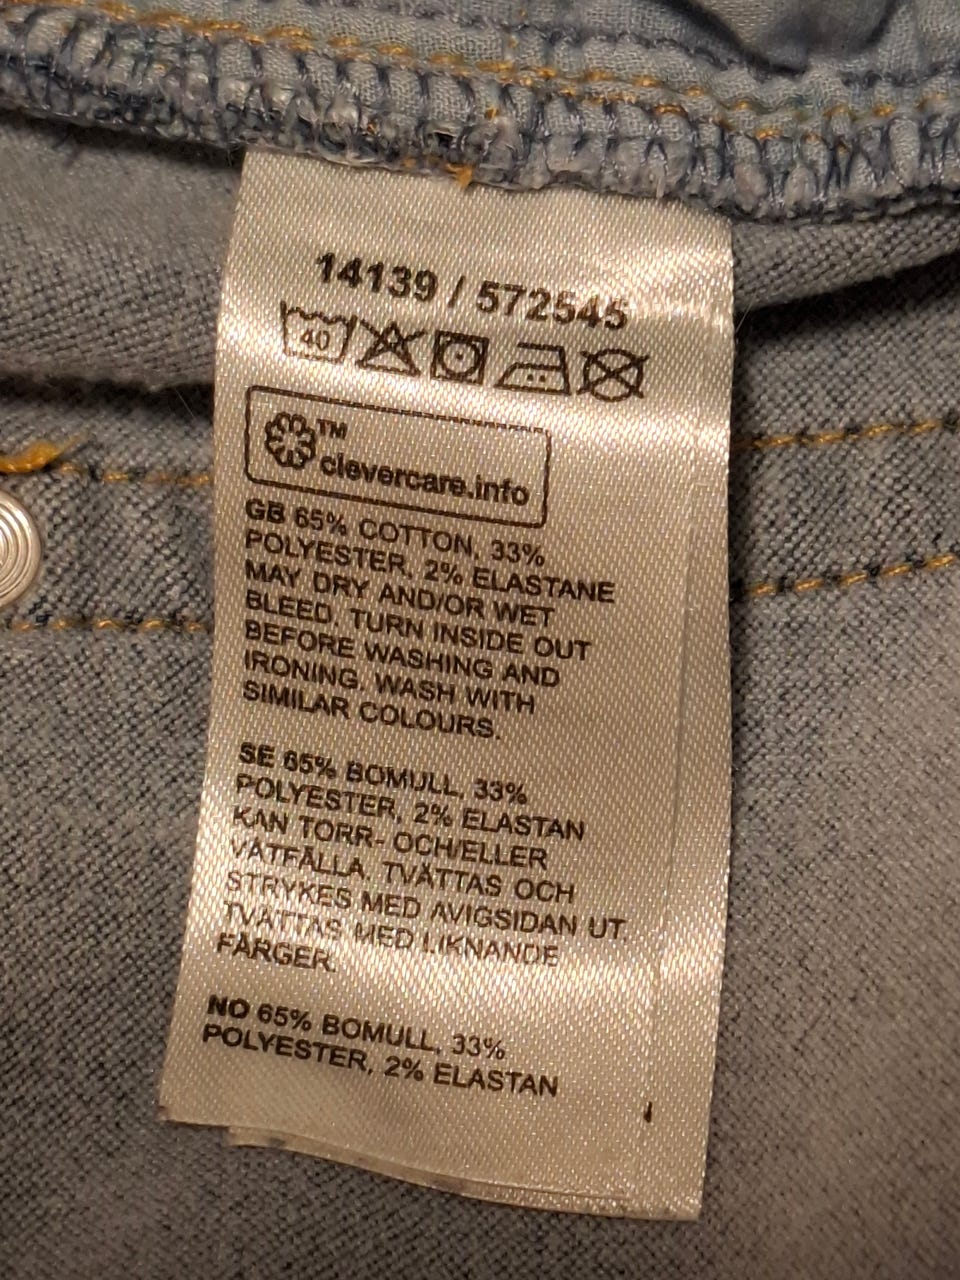 14139 / 572545
40
TM
clevercare.info
GB 65% COTTON, 33%
POLYESTER, 2% ELASTANE
MAY DRY AND/OR WET
BLEED. TURN INSIDE OUT
BEFORE WASHING AND
IRONING. WASH WITH
SIMILAR COLOURS.
SE 65% BOMULL, 33%
POLYESTER, 2% ELASTAN
KAN TORR- OCH/ELLER
VÅTFÄLLA. TVÄTTAS OCH
STRYKES MED AVIGSIDAN UT.
TVÄTTAS MED LIKNANDE
FÄRGER.
NO 65% BOMULL, 33%
POLYESTER, 2% ELASTAN